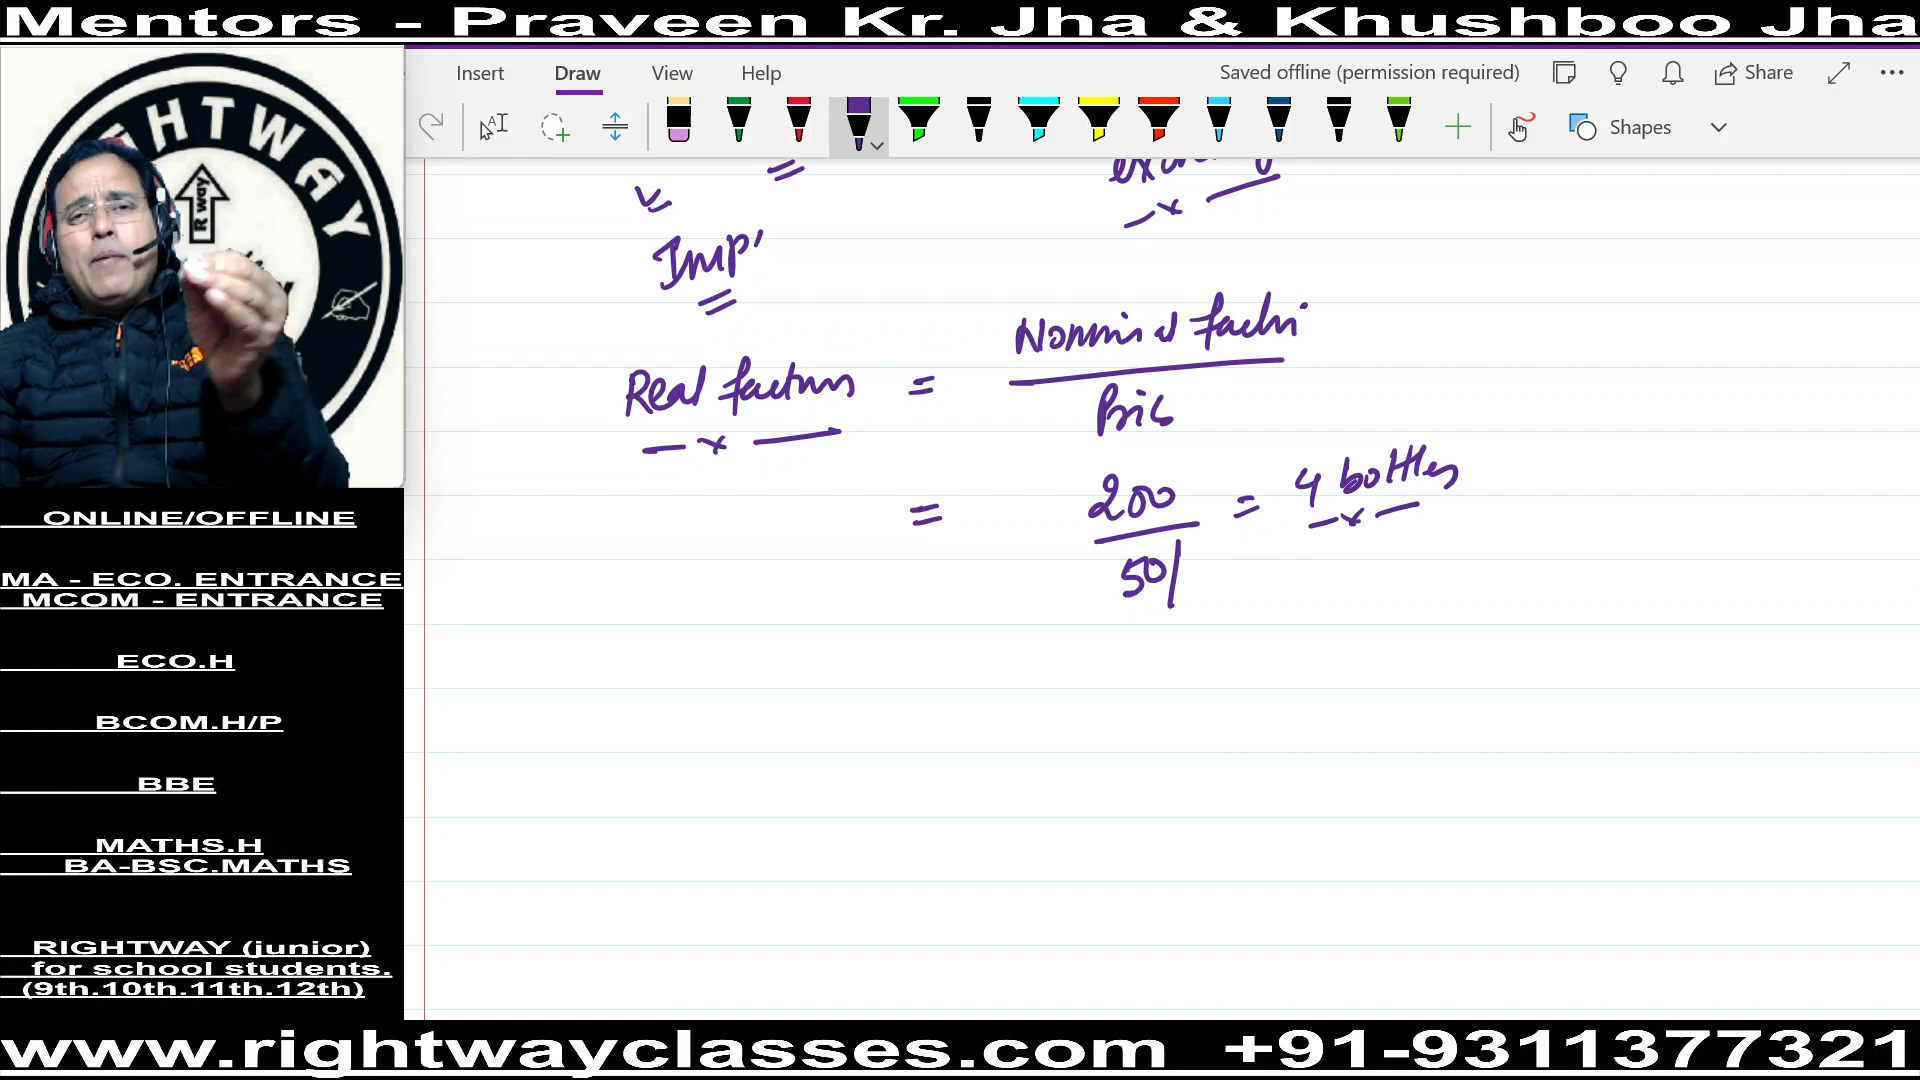 Mentors - Praveen Kr. Jha & Khushboo Jha
Insert Draw View Help
Saved offline (permission required) Share
Shapes
RIGHTWAY
R way
Imp'
Real factors = Nominal factor
Price
= 200 = 4 bottles
50/
ONLINE/OFFLINE
MA - ECO. ENTRANCE
MCOM - ENTRANCE
ECO.H
BCOM.H/P
BBE
MATHS.H
BA-BSC.MATHS
RIGHTWAY (junior)
for school students.
(9th.10th.11th.12th)
www.rightwayclasses.com +91-9311377321